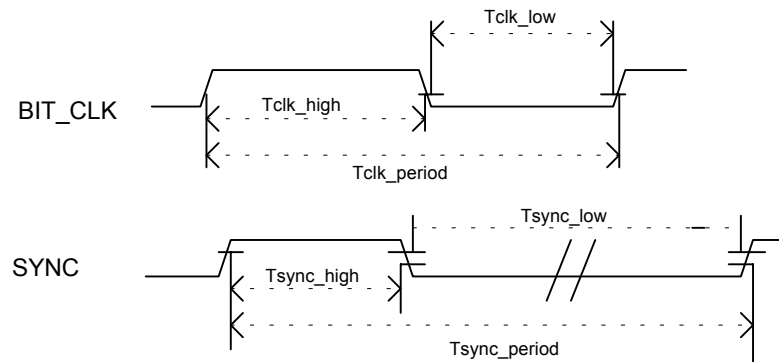 Tclk_low
BIT_CLK
Tclk_high
Tclk_period
Tsync_low
SYNC
Tsync_high
Tsync_period